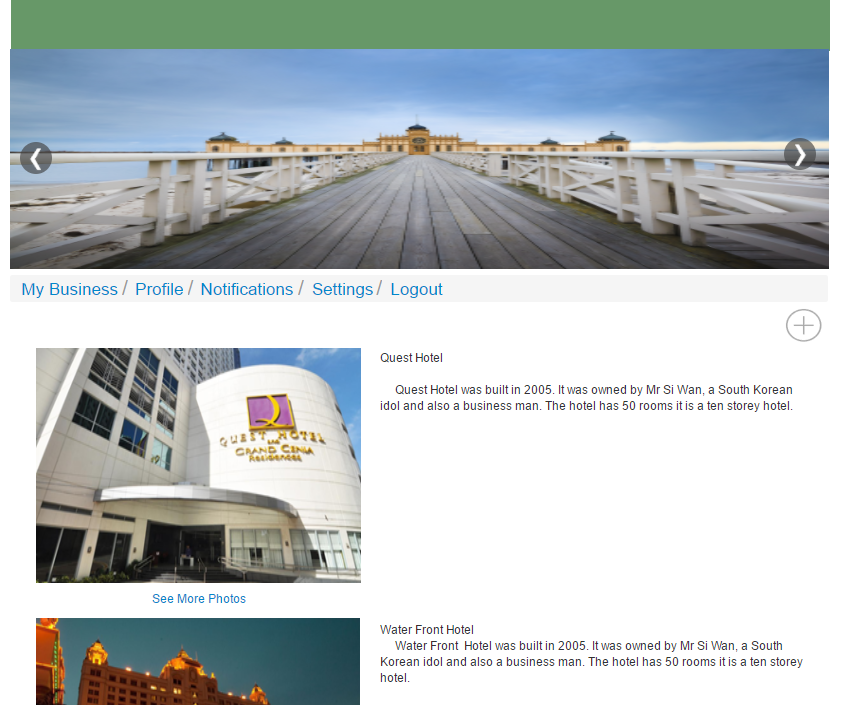 My Business / Profile / Notifications / Settings / Logout
Quest Hotel
Quest Hotel was built in 2005. It was owned by Mr Si Wan, a South Korean
idol and also a business man. The hotel has 50 rooms it is a ten storey hotel.
QUEST HOTEL
AND
GRAND CENIA
RESIDENCES
See More Photos
Water Front Hotel
Water Front  Hotel was built in 2005. It was owned by Mr Si Wan, a South
Korean idol and also a business man. The hotel has 50 rooms it is a ten storey
hotel.